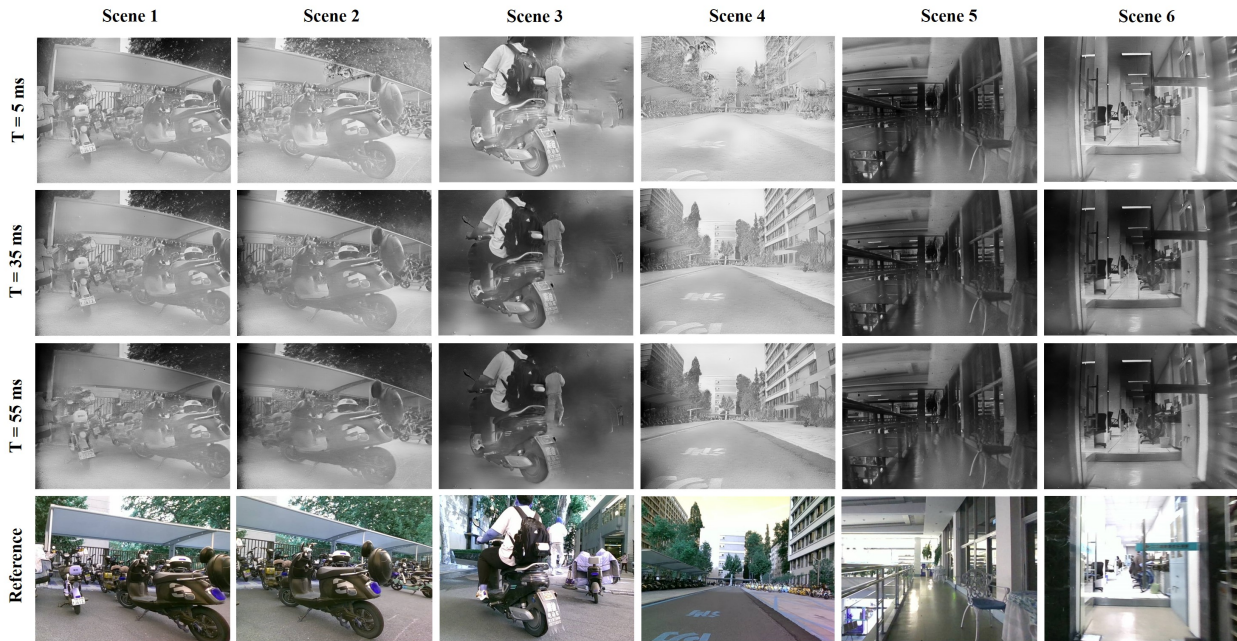 Scene 1
Scene 2
Scene 3
Scene 4
Scene 5
Scene 6
T = 5 ms
T = 35 ms
T = 55 ms
Reference